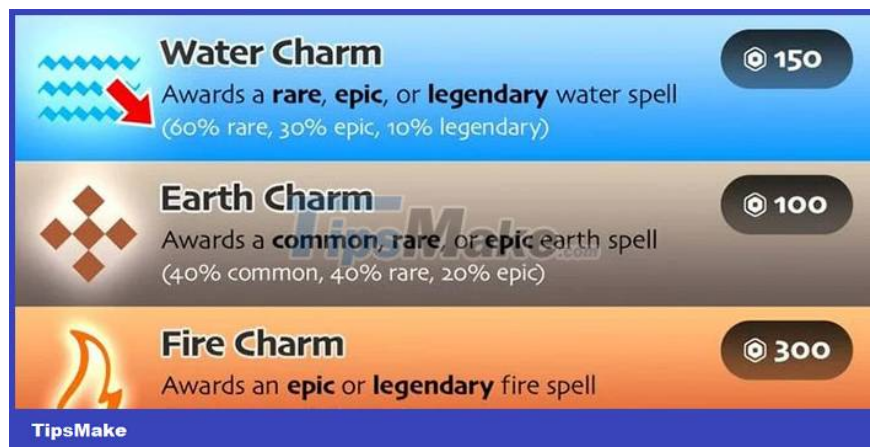 Water Charm
150
Awards a rare, epic, or legendary water spell
(60% rare, 30% epic, 10% legendary)
Earth Charm
100
TipsMake.com
Awards a common, rare, or epic earth spell
(40% common, 40% rare, 20% epic)
Fire Charm
300
Awards an epic or legendary fire spell
TipsMake